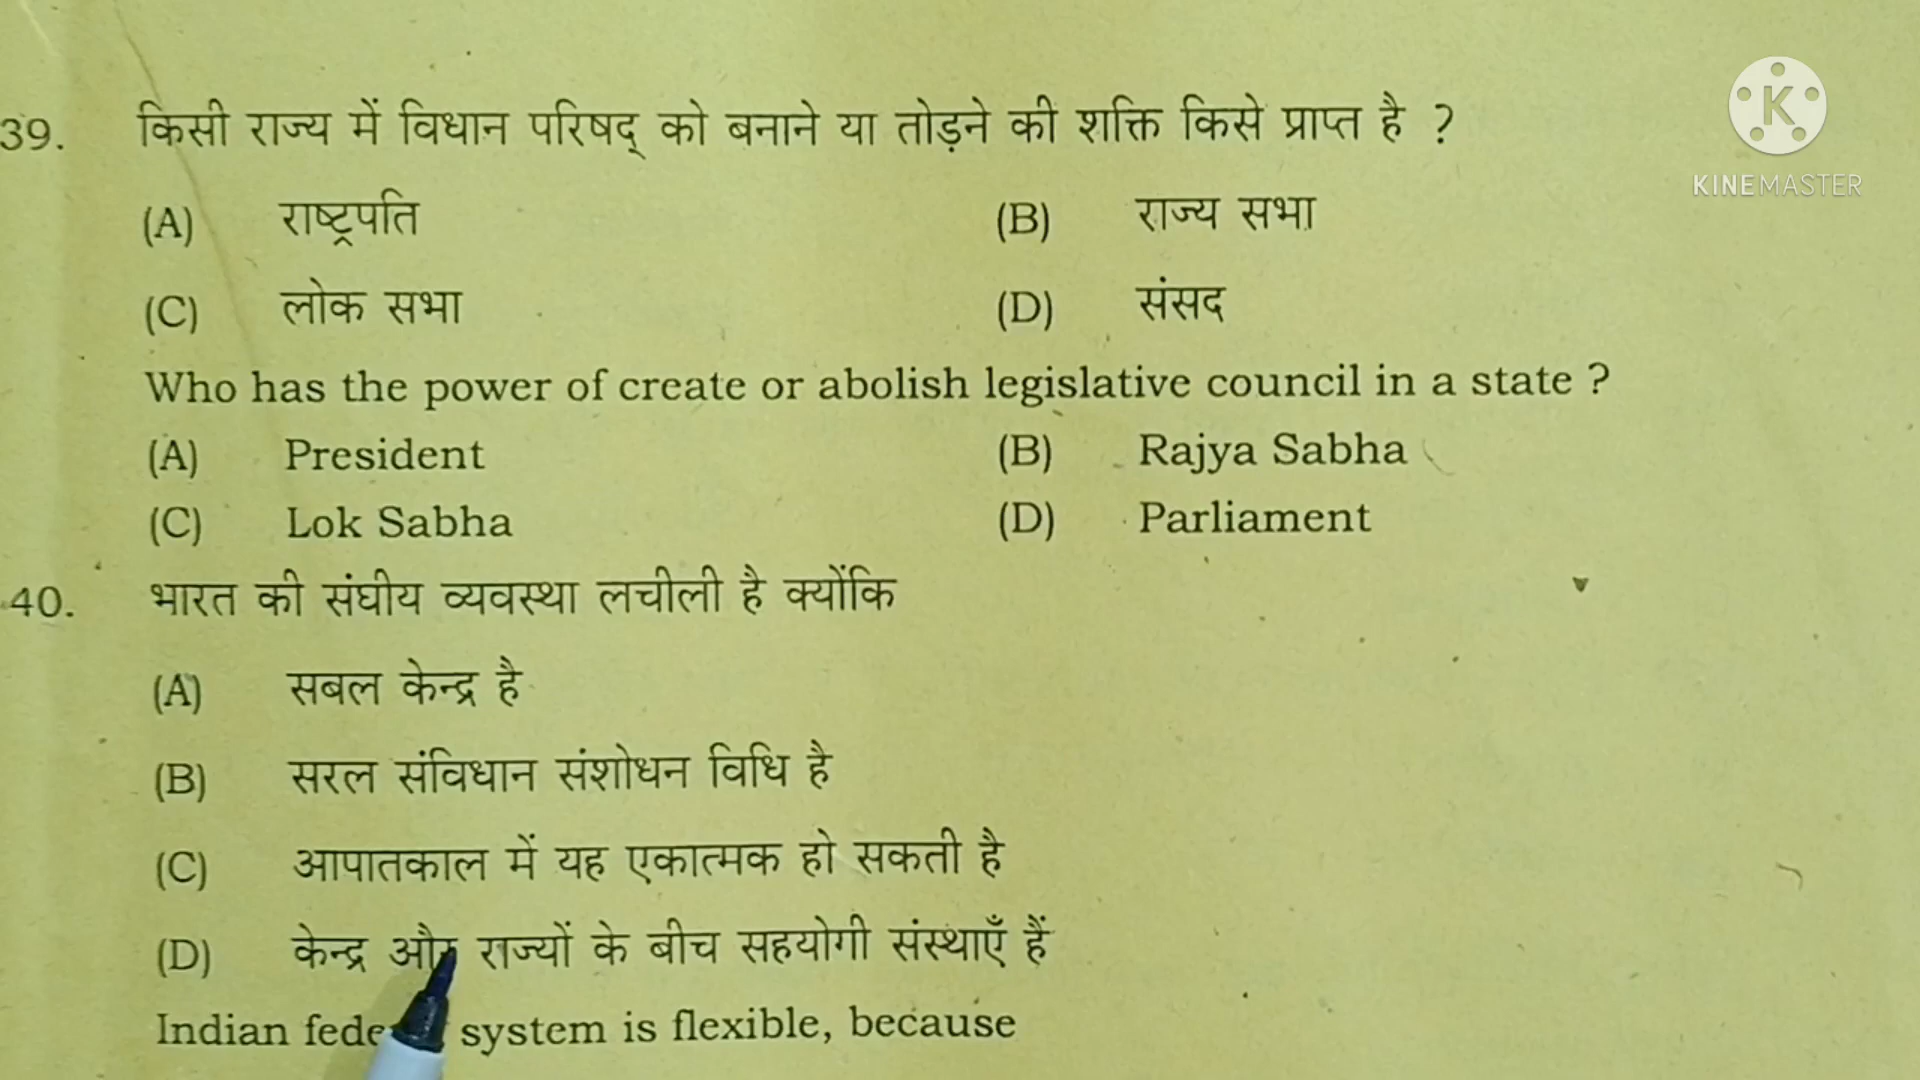 39. किसी राज्य में विधान परिषद् को बनाने या तोड़ने की शक्ति किसे प्राप्त है ?
K
KINEMASTER
(A) राष्ट्रपति (B) राज्य सभा
(C) लोक सभा (D) संसद
Who has the power of create or abolish legislative council in a state ?
(A) President (B) Rajya Sabha
(C) Lok Sabha (D) Parliament
40. भारत की संघीय व्यवस्था लचीली है क्योंकि
(A) सबल केन्द्र है
(B) सरल संविधान संशोधन विधि है
(C) आपातकाल में यह एकात्मक हो सकती है
(D) केन्द्र और राज्यों के बीच सहयोगी संस्थाएँ हैं
Indian system is flexible, because